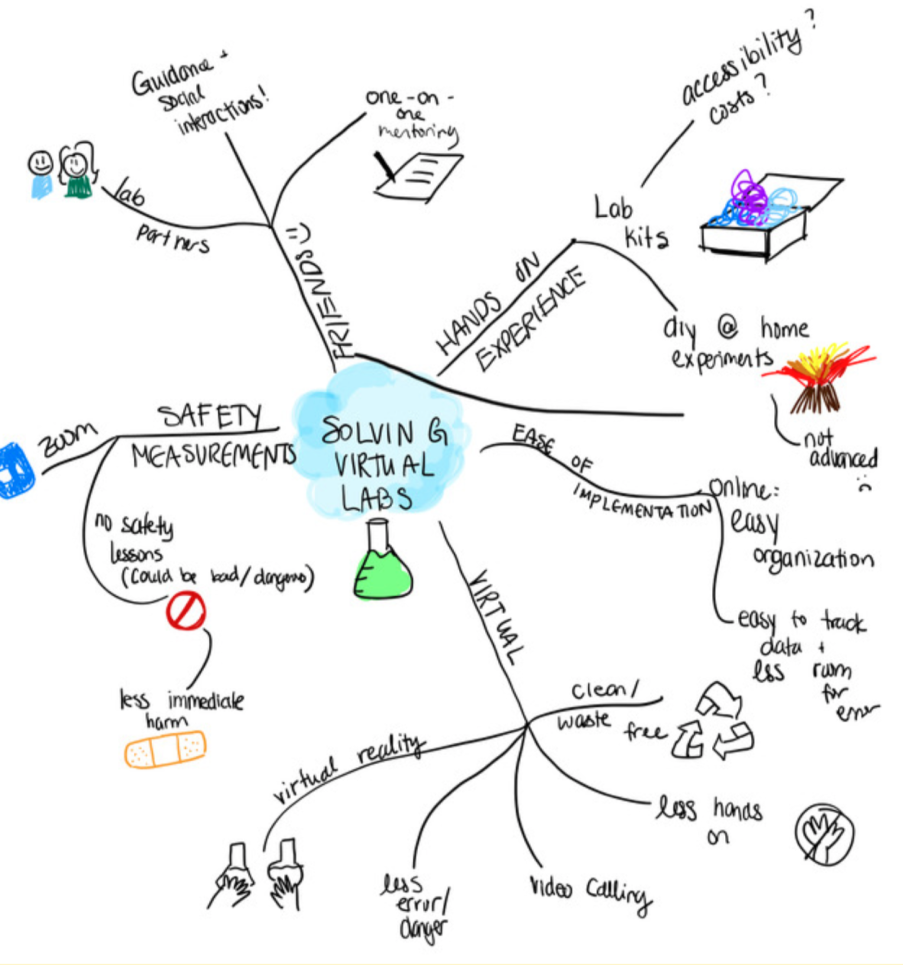 SOLVING
VIRTUAL
LABS
Guidance +
social
interactions!
one-on-
one
mentoring
lab
partners
FRIENDS =)
HANDS ON
EXPERIENCE
Lab
kits
accessibility?
costs?
diy @ home
experiments
not
advanced
:(
EASE OF
IMPLEMENTATION
Online:
easy
organization
easy to track
data +
less room
for
error
VIRTUAL
clean/
waste free
less hands
on
video calling
less
error/
danger
virtual reality
SAFETY
MEASUREMENTS
zoom
no safety
lessons
(could be bad/dangerous)
less immediate
harm